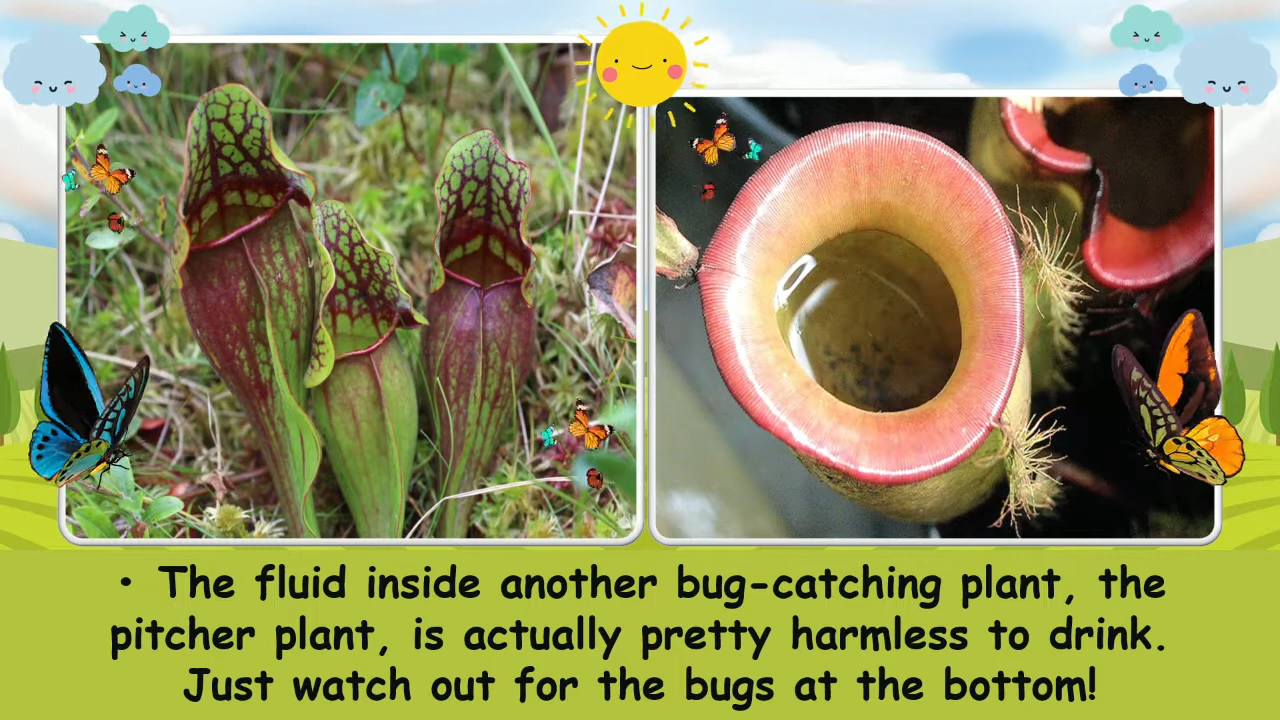 • The fluid inside another bug-catching plant, the
pitcher plant, is actually pretty harmless to drink.
Just watch out for the bugs at the bottom!